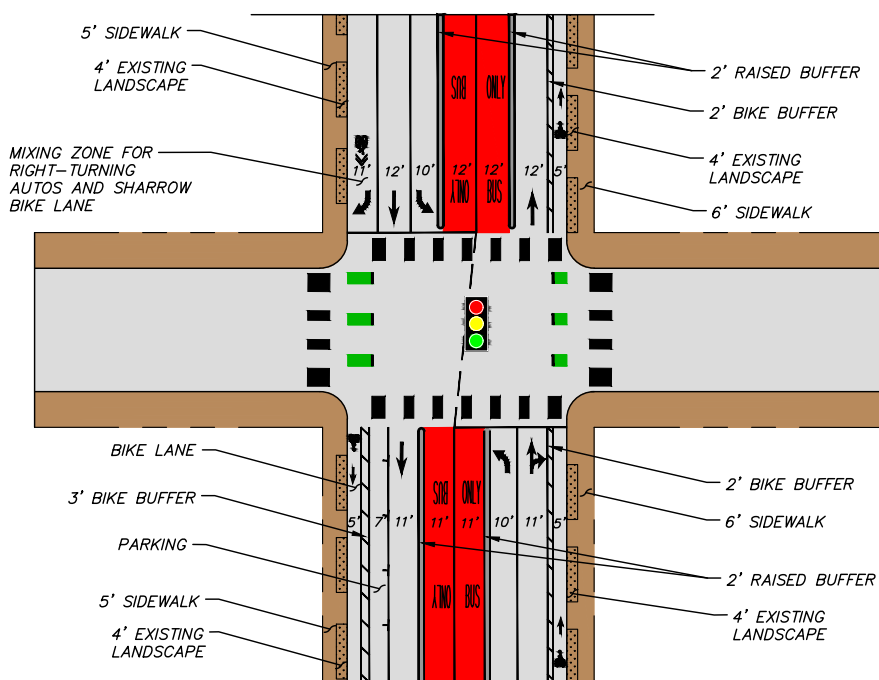 5' SIDEWALK
4' EXISTING
LANDSCAPE
MIXING ZONE FOR
RIGHT-TURNING
AUTOS AND SHARROW
BIKE LANE
BUS ONLY
11' 12' 10' 12' 12' 12' 5'
ONLY BUS
2' RAISED BUFFER
2' BIKE BUFFER
4' EXISTING
LANDSCAPE
6' SIDEWALK
BIKE LANE
3' BIKE BUFFER
PARKING
5' SIDEWALK
4' EXISTING
LANDSCAPE
BUS ONLY
5' 7' 11' 11' 11' 10' 11' 5'
ONLY BUS
2' BIKE BUFFER
6' SIDEWALK
2' RAISED BUFFER
4' EXISTING
LANDSCAPE